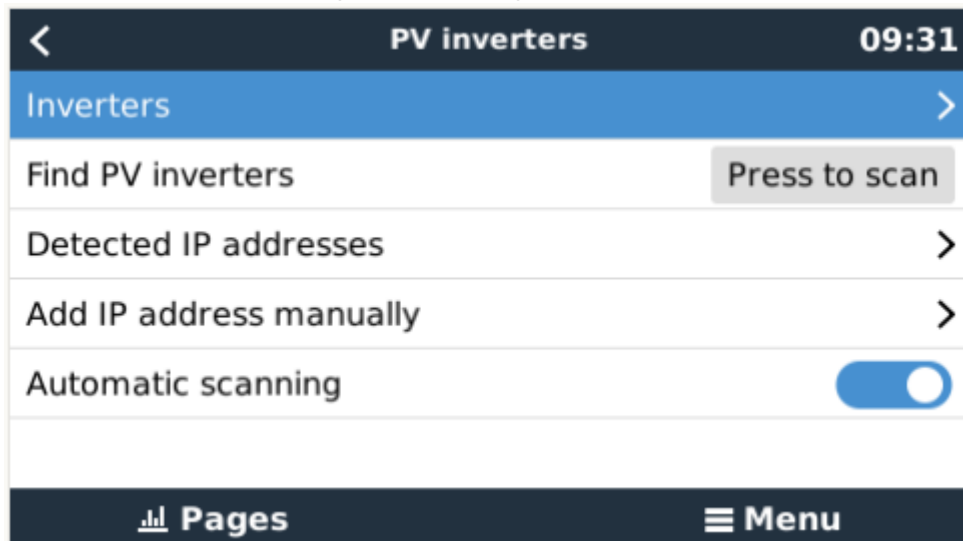 PV inverters 09:31
Inverters
Find PV inverters Press to scan
Detected IP addresses
Add IP address manually
Automatic scanning
Pages Menu